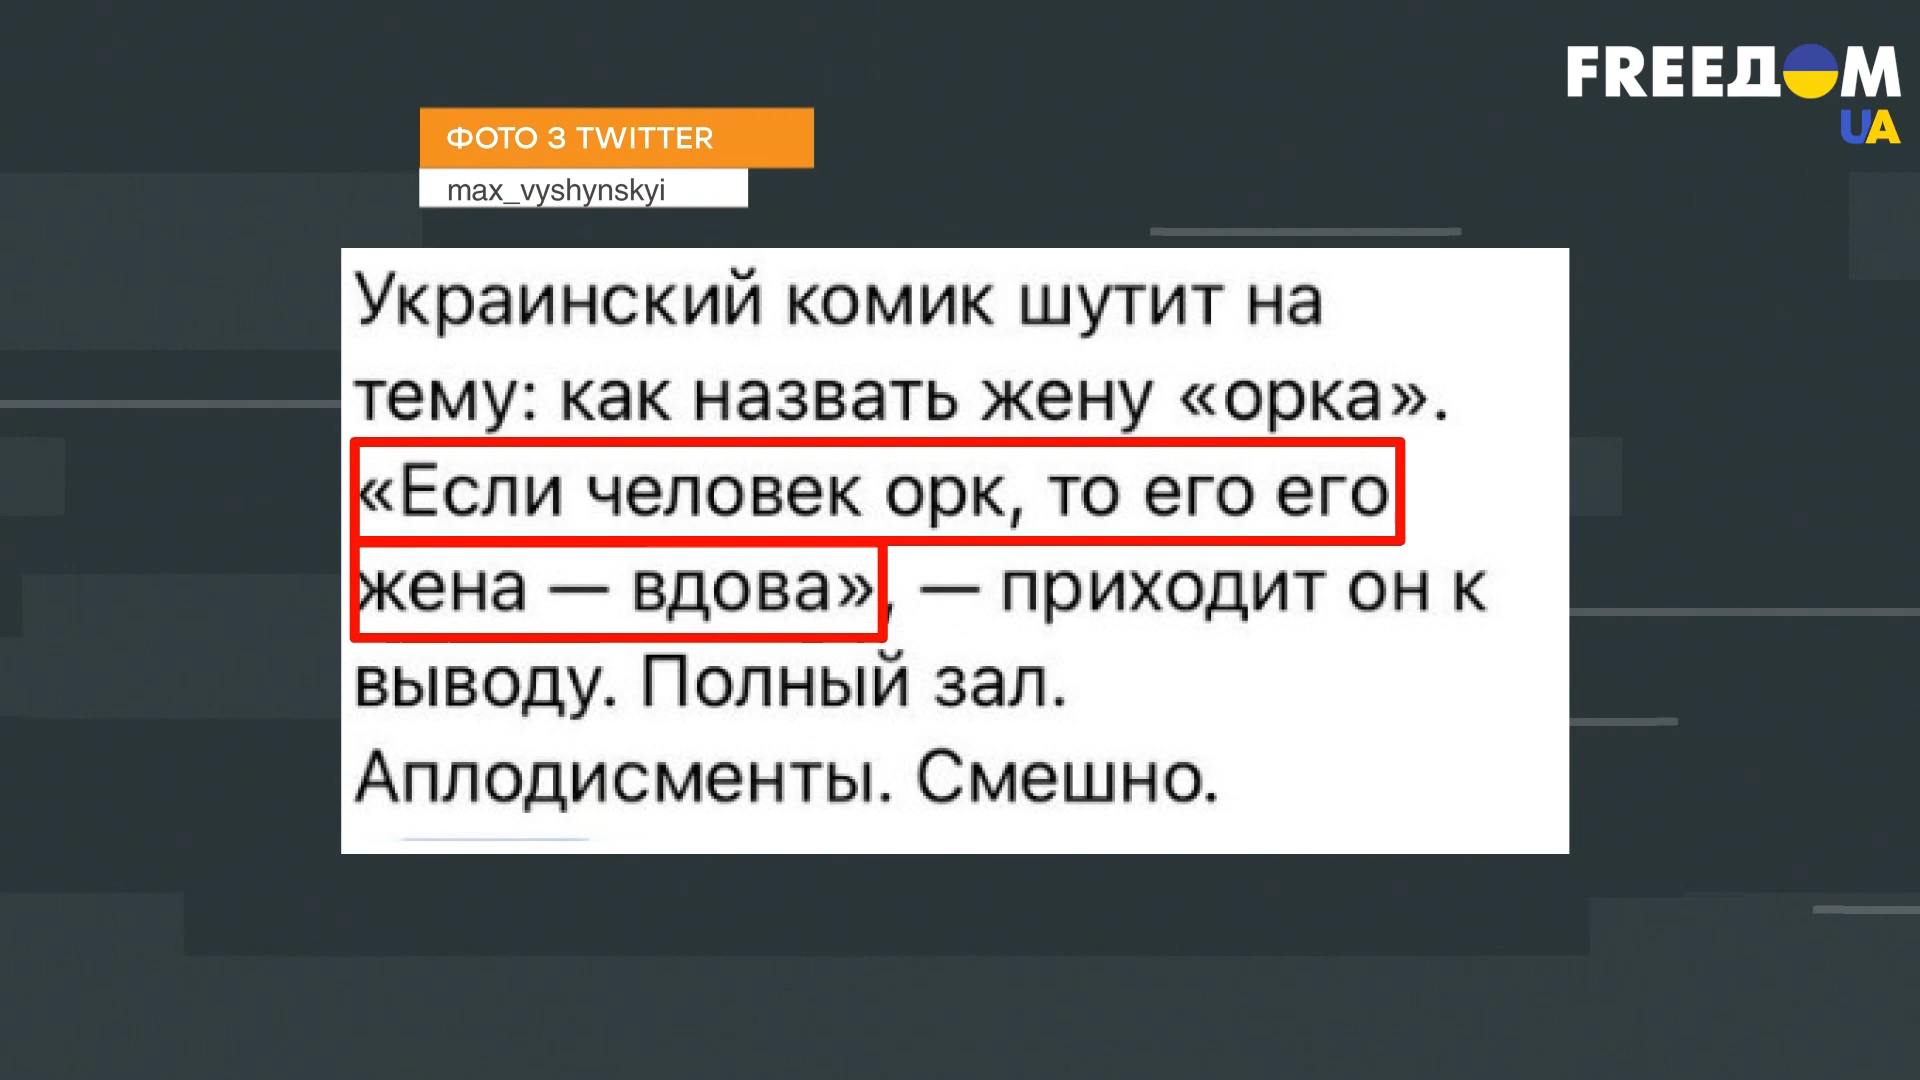 FREEДOM
UA
ФОТО З TWITTER
max_vyshynskyi
Украинский комик шутит на
тему: как назвать жену «орка».
«Если человек орк, то его его
жена — вдова», — приходит он к
выводу. Полный зал.
Аплодисменты. Смешно.